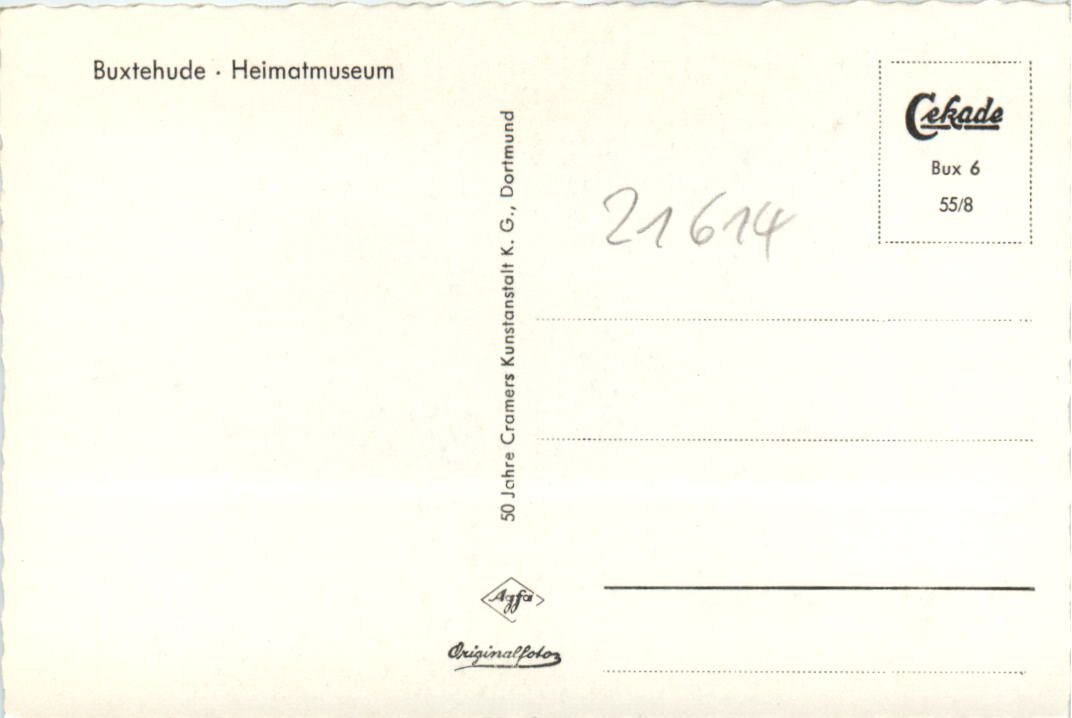 Buxtehude · Heimatmuseum
50 Jahre Cramers Kunstanstalt K. G., Dortmund
Cekade
Bux 6
55/8
21614
Agfa
Originalfoto